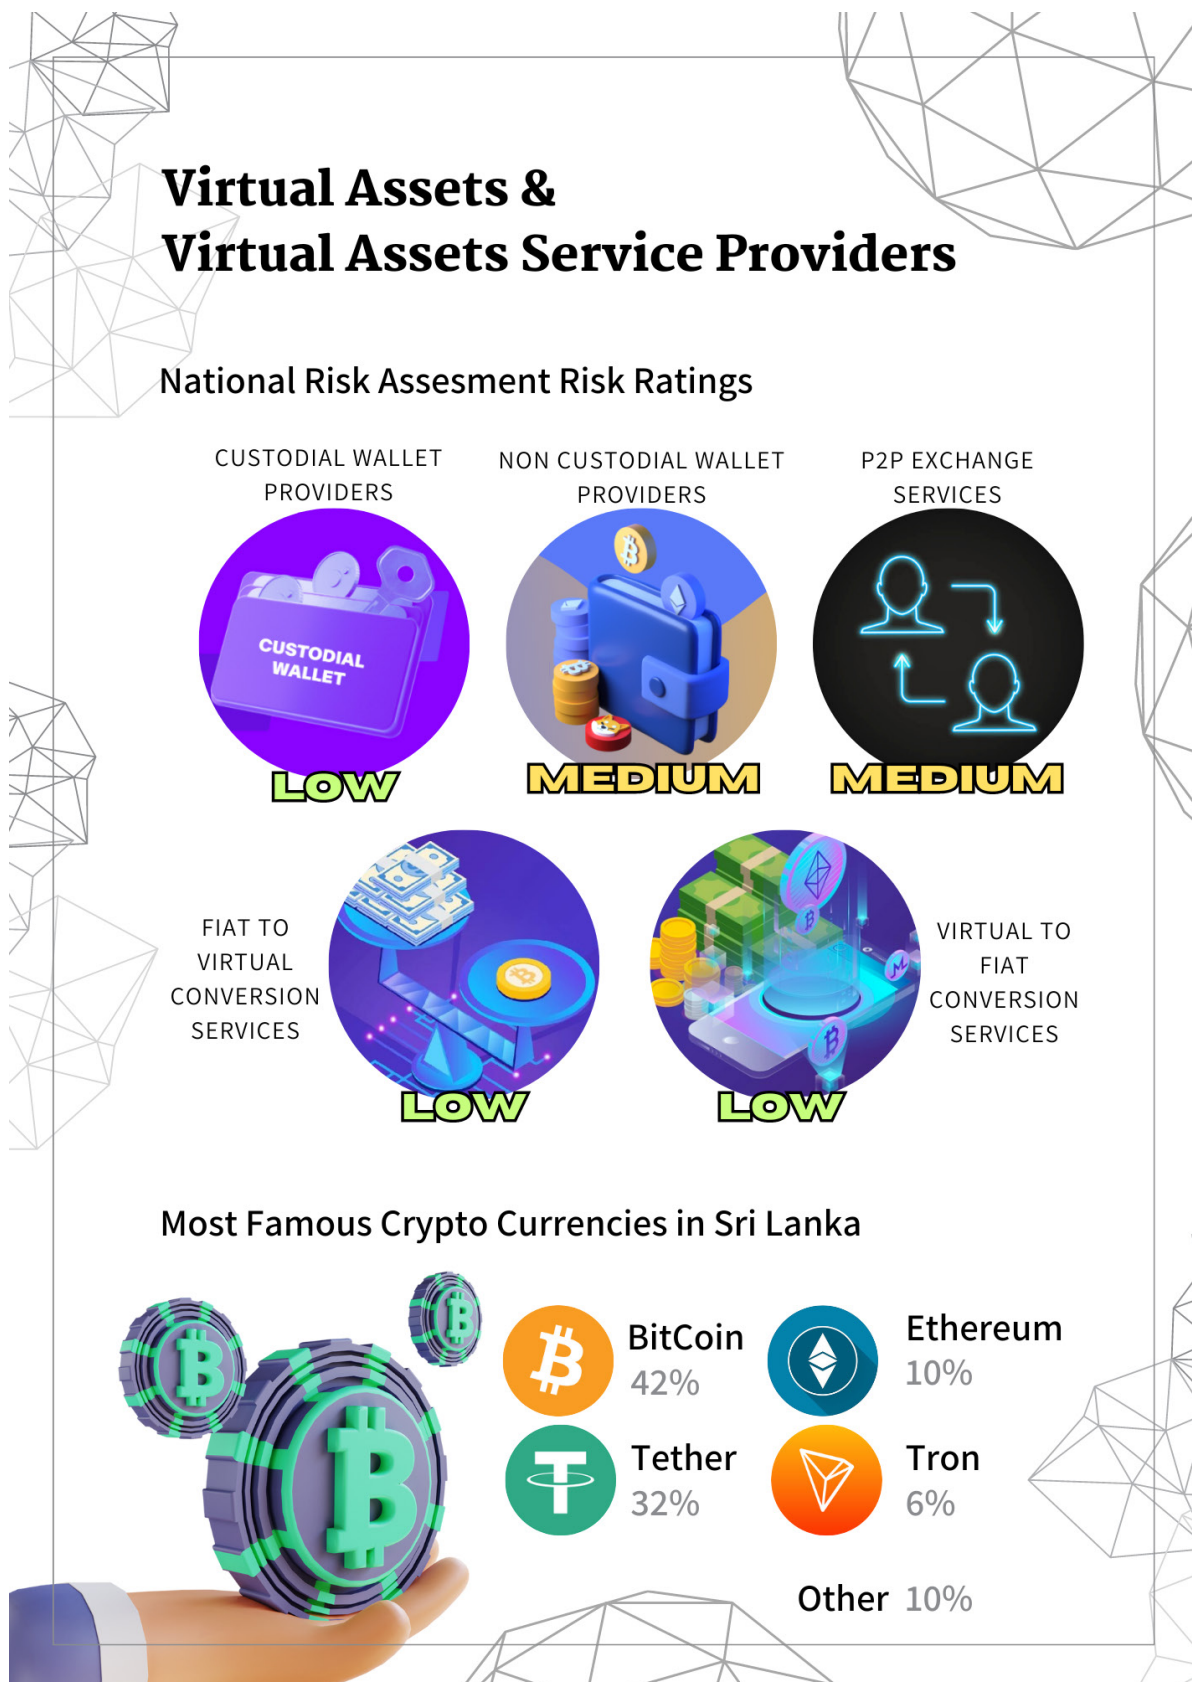 Virtual Assets &
Virtual Assets Service Providers
National Risk Assesment Risk Ratings
CUSTODIAL WALLET
PROVIDERS
NON CUSTODIAL WALLET
PROVIDERS
P2P EXCHANGE
SERVICES
CUSTODIAL
WALLET
LOW
MEDIUM
MEDIUM
FIAT TO
VIRTUAL
CONVERSION
SERVICES
VIRTUAL TO
FIAT
CONVERSION
SERVICES
LOW
LOW
Most Famous Crypto Currencies in Sri Lanka
BitCoin
42%
Ethereum
10%
Tether
32%
Tron
6%
Other 10%